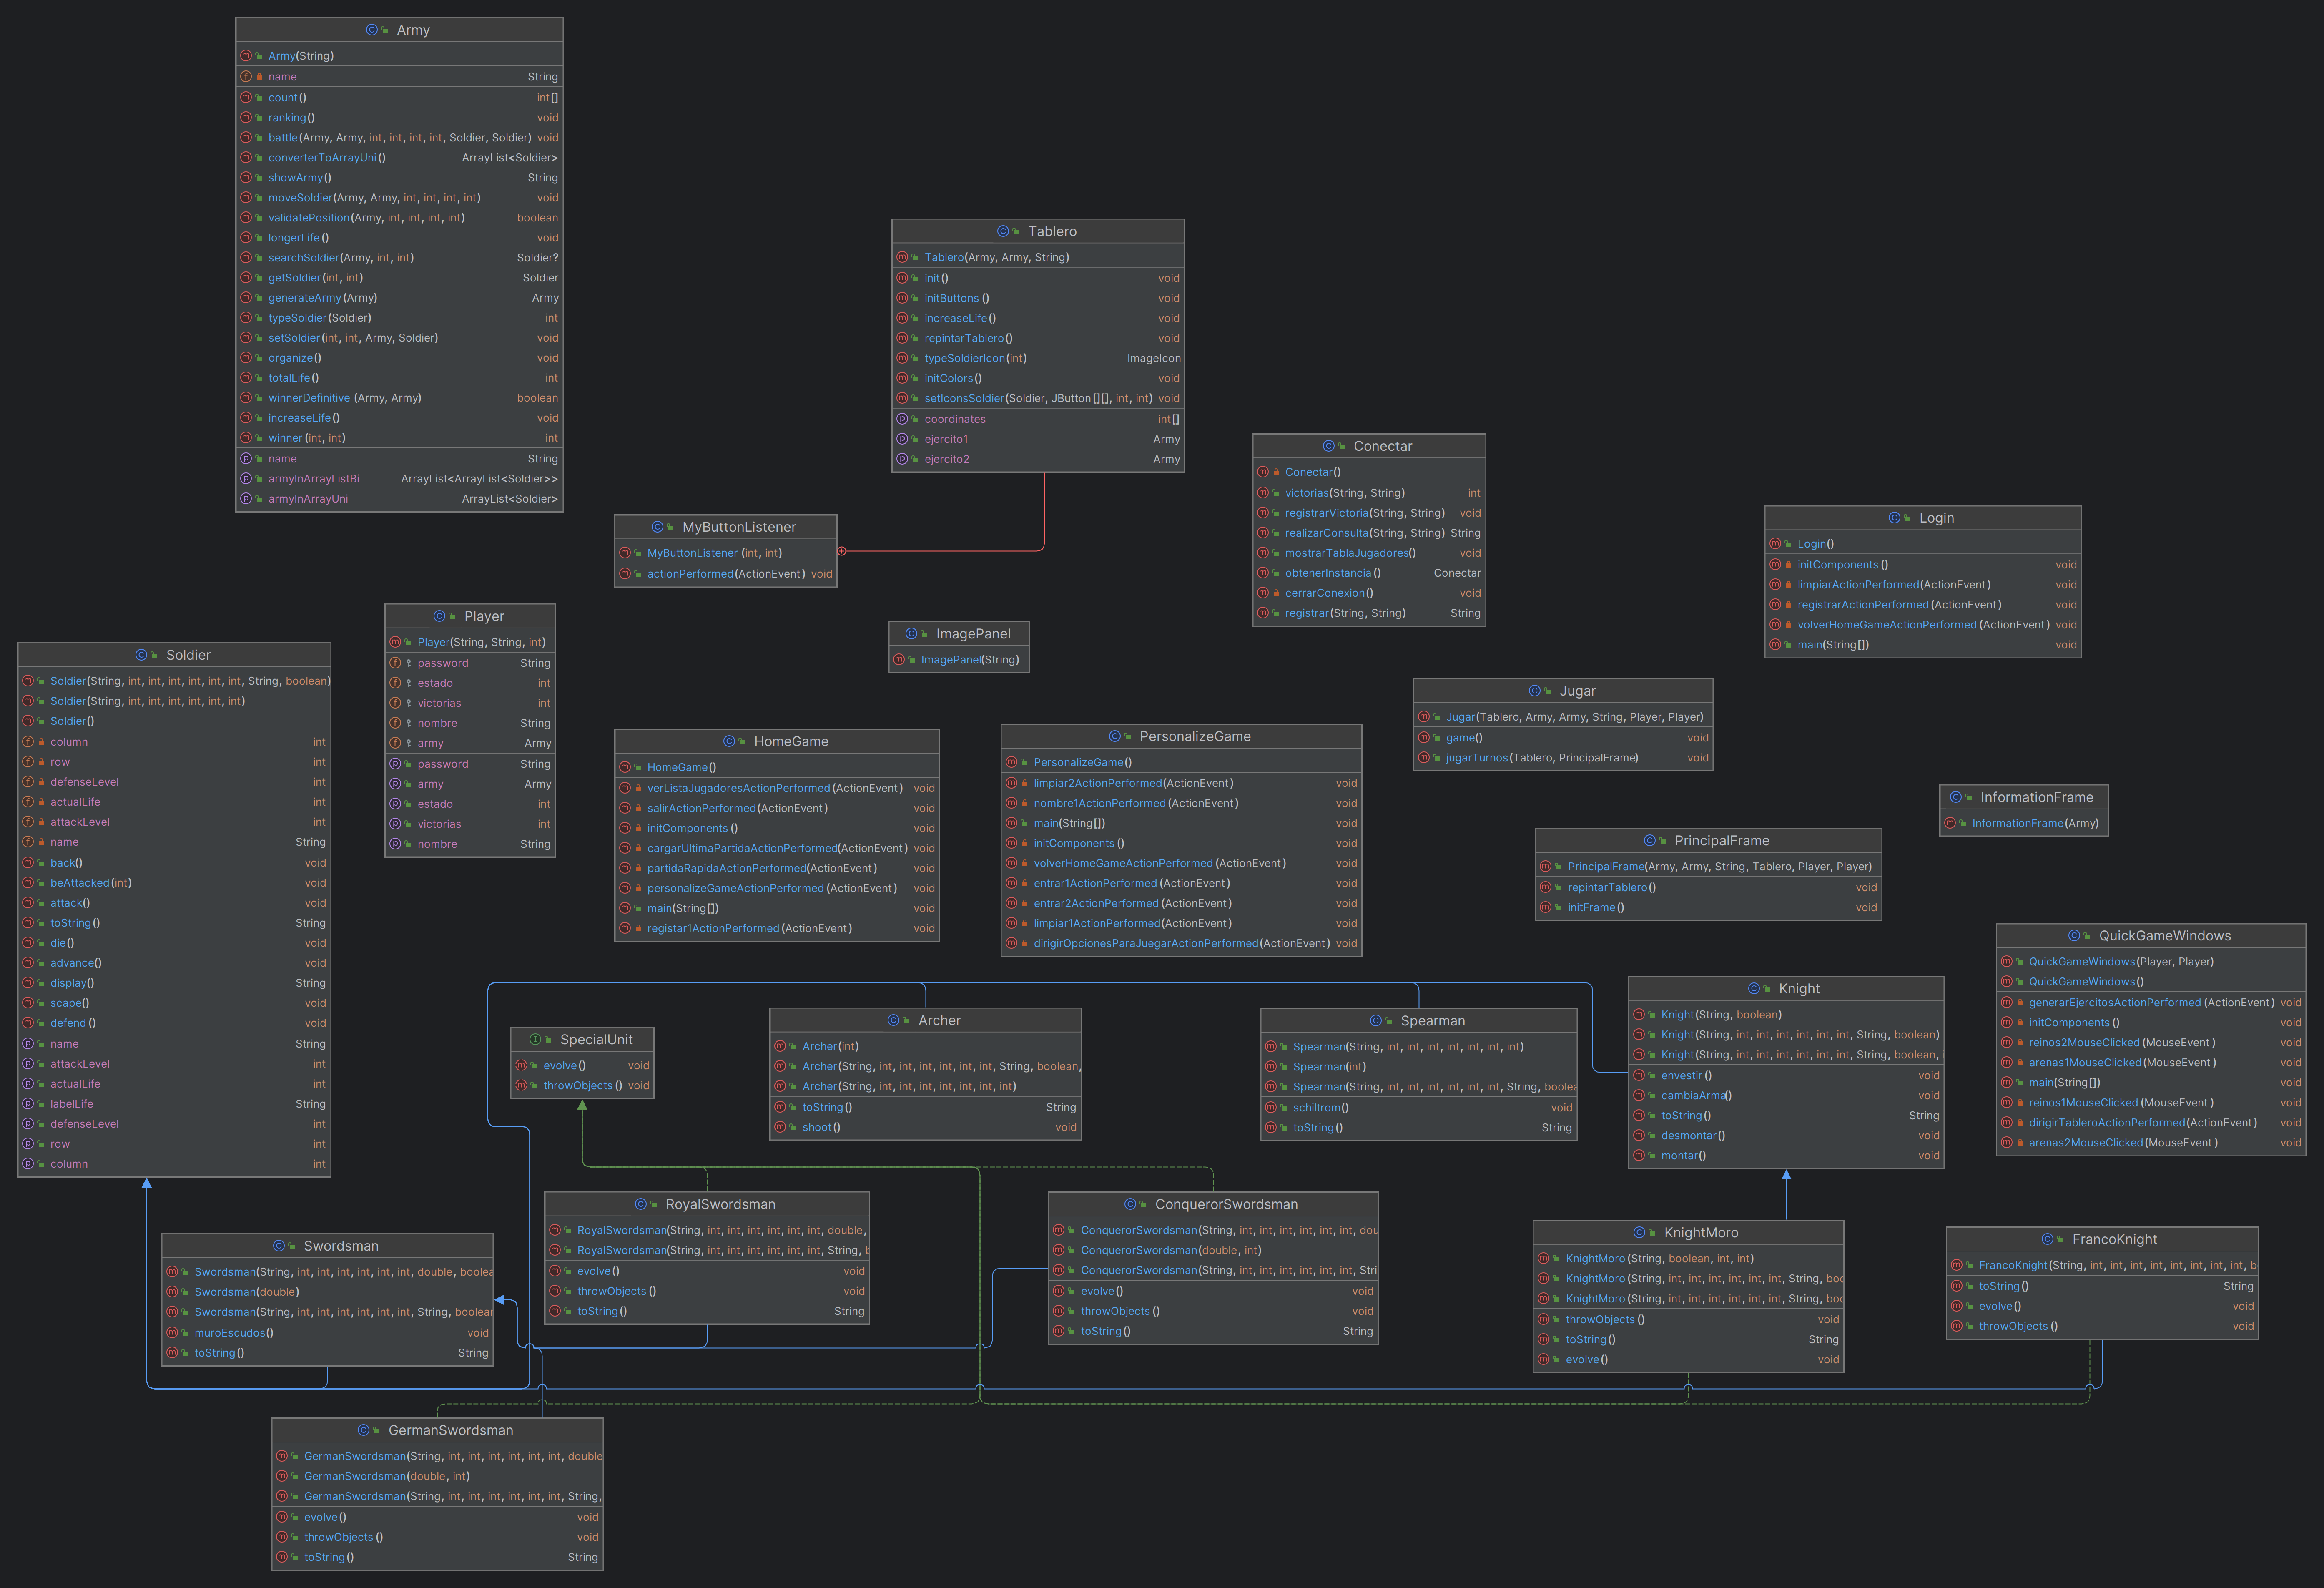 Army
Army(String)
name String
count() int[]
ranking() void
battle(Army, Army, int, int, int, int, Soldier, Soldier) void
converterToArrayUni() ArrayList<Soldier>
showArmy() String
moveSoldier(Army, Army, int, int, int, int) void
validatePosition(Army, int, int, int, int) boolean
longerLife() void
searchSoldier(Army, int, int) Soldier?
getSoldier(int, int) Soldier
generateArmy(Army) Army
typeSoldier(Soldier) int
setSoldier(int, int, Army, Soldier) void
organize() void
totalLife() int
winnerDefinitive (Army, Army) boolean
increaseLife() void
winner(int, int) int
name String
armyInArrayListBi ArrayList<ArrayList<Soldier>>
armyInArrayUni ArrayList<Soldier>
Tablero
Tablero(Army, Army, String)
init() void
initButtons () void
increaseLife() void
repintarTablero() void
typeSoldierIcon(int) ImageIcon
initColors() void
setIconsSoldier(Soldier, JButton[][], int, int) void
coordinates int[]
ejercito1 Army
ejercito2 Army
MyButtonListener
MyButtonListener (int, int)
actionPerformed(ActionEvent) void
Conectar
Conectar()
victorias(String, String) int
registrarVictoria(String, String) void
realizarConsulta(String, String) String
mostrarTablaJugadores() void
obtenerInstancia() Conectar
cerrarConexion() void
registrar(String, String) String
Login
Login()
initComponents () void
limpiarActionPerformed(ActionEvent) void
registrarActionPerformed (ActionEvent) void
volverHomeGameActionPerformed (ActionEvent) void
main(String[]) void
Player
Player(String, String, int)
password String
estado int
victorias int
nombre String
army Army
password String
army Army
estado int
victorias int
nombre String
ImagePanel
ImagePanel(String)
Soldier
Soldier(String, int, int, int, int, int, int, String, boolean)
Soldier(String, int, int, int, int, int, int)
Soldier()
column int
row int
defenseLevel int
actualLife int
attackLevel int
name String
back() void
beAttacked(int) void
attack() void
toString() String
die() void
advance() void
display() String
scape() void
defend () void
name String
attackLevel int
actualLife int
labelLife String
defenseLevel int
row int
column int
Jugar
Jugar(Tablero, Army, Army, String, Player, Player)
game() void
jugarTurnos(Tablero, PrincipalFrame) void
HomeGame
HomeGame()
verListaJugadoresActionPerformed(ActionEvent) void
salirActionPerformed(ActionEvent) void
initComponents () void
cargarUltimaPartidaActionPerformed(ActionEvent) void
partidaRapidaActionPerformed(ActionEvent) void
personalizeGameActionPerformed (ActionEvent) void
main(String[]) void
registar1ActionPerformed(ActionEvent) void
PersonalizeGame
PersonalizeGame()
limpiar2ActionPerformed(ActionEvent) void
nombre1ActionPerformed(ActionEvent) void
main(String[]) void
initComponents () void
volverHomeGameActionPerformed (ActionEvent) void
entrar1ActionPerformed(ActionEvent) void
entrar2ActionPerformed(ActionEvent) void
limpiar1ActionPerformed(ActionEvent) void
dirigirOpcionesParaJuegarActionPerformed(ActionEvent) void
InformationFrame
InformationFrame(Army)
PrincipalFrame
PrincipalFrame(Army, Army, String, Tablero, Player, Player)
repintarTablero() void
initFrame() void
QuickGameWindows
QuickGameWindows(Player, Player)
QuickGameWindows()
generarEjercitosActionPerformed (ActionEvent) void
initComponents () void
reinos2MouseClicked(MouseEvent) void
arenas1MouseClicked(MouseEvent) void
main(String[]) void
reinos1MouseClicked(MouseEvent) void
dirigirTableroActionPerformed(ActionEvent) void
arenas2MouseClicked(MouseEvent) void
Knight
Knight(String, boolean)
Knight(String, int, int, int, int, int, int, String, boolean)
Knight(String, int, int, int, int, int, int, String, boolean,
envestir() void
cambiaArma() void
toString() String
desmontar() void
montar() void
SpecialUnit
evolve() void
throwObjects () void
Archer
Archer(int)
Archer(String, int, int, int, int, int, int, String, boolean,
Archer(String, int, int, int, int, int, int, int)
toString() String
shoot() void
Spearman
Spearman(String, int, int, int, int, int, int, int)
Spearman(int)
Spearman(String, int, int, int, int, int, int, String, boolea
schiltrom() void
toString() String
RoyalSwordsman
RoyalSwordsman(String, int, int, int, int, int, int, double,
RoyalSwordsman(String, int, int, int, int, int, int, String, b
evolve() void
throwObjects () void
toString() String
ConquerorSwordsman
ConquerorSwordsman(String, int, int, int, int, int, int, dou
ConquerorSwordsman(double, int)
ConquerorSwordsman(String, int, int, int, int, int, int, Stri
evolve() void
throwObjects () void
toString() String
KnightMoro
KnightMoro (String, boolean, int, int)
KnightMoro (String, int, int, int, int, int, int, String, boo
KnightMoro (String, int, int, int, int, int, int, String, boo
throwObjects () void
toString() String
evolve() void
FrancoKnight
FrancoKnight(String, int, int, int, int, int, int, int, int, b
toString() String
evolve() void
throwObjects () void
Swordsman
Swordsman(String, int, int, int, int, int, int, double, boolea
Swordsman(double)
Swordsman(String, int, int, int, int, int, int, String, boolean
muroEscudos() void
toString() String
GermanSwordsman
GermanSwordsman(String, int, int, int, int, int, int, double
GermanSwordsman(double, int)
GermanSwordsman(String, int, int, int, int, int, int, String,
evolve() void
throwObjects () void
toString() String